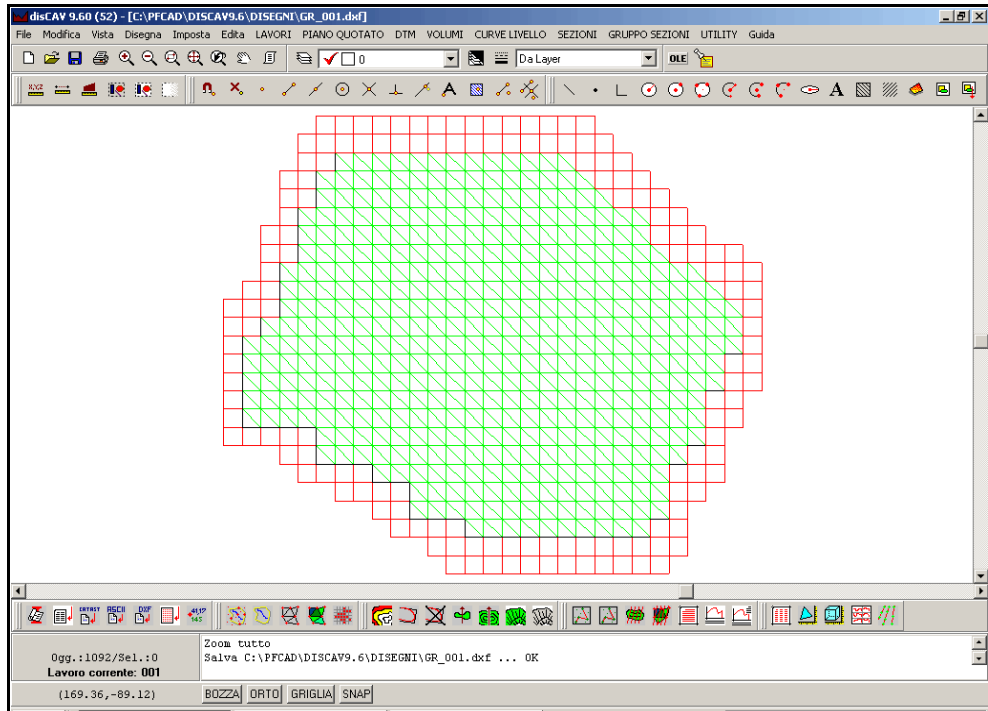 disCAV 9.60 (52) - [C:\PFCAD\DISCAV9.6\DISEGNI\GR_001.dxf]
File Modifica Vista Disegna Imposta Edita LAVORI PIANO QUOTATO DTM VOLUMI CURVE LIVELLO SEZIONI GRUPPO SEZIONI UTILITY Guida
0 Da Layer OLE
X,Y,Z A A
CATAST ASCII DXF
Zoom tutto
Salva C:\PFCAD\DISCAV9.6\DISEGNI\GR_001.dxf ... OK
Ogg.:1092/Sel.:0
Lavoro corrente: 001
(169.36,-89.12) BOZZA ORTO GRIGLIA SNAP